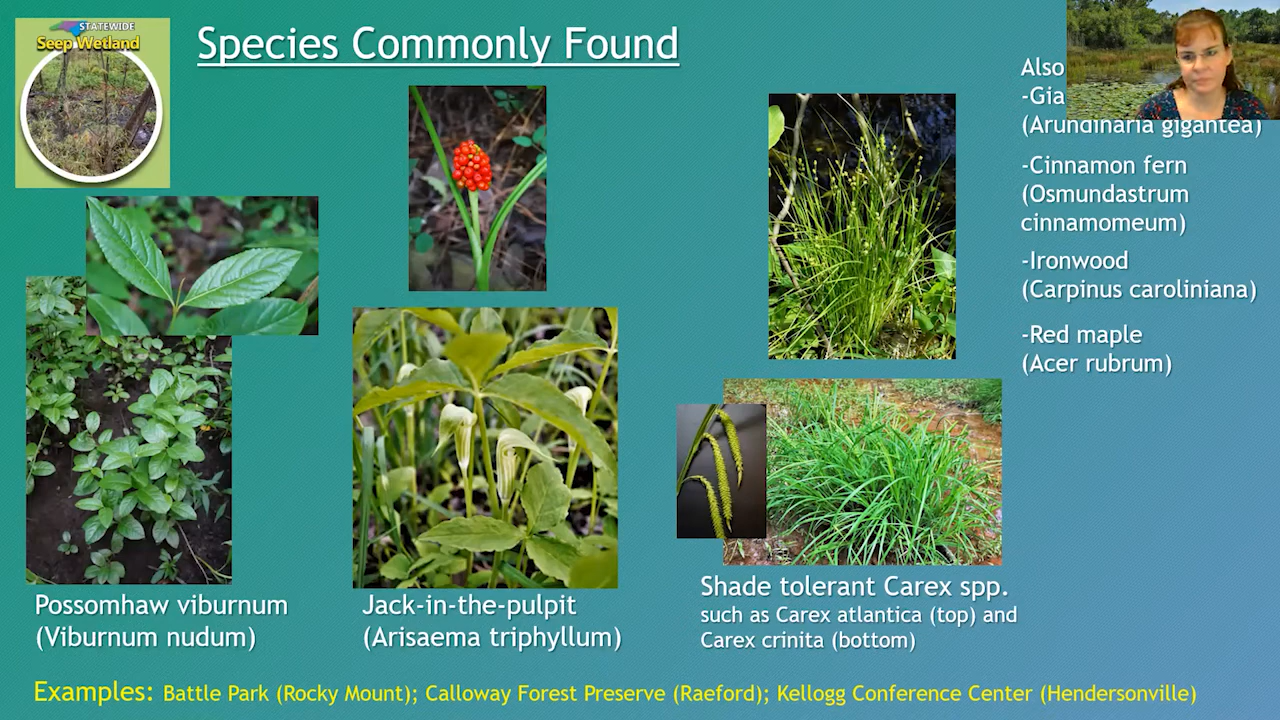 STATEWIDE
Seep Wetland
Species Commonly Found
Also
-Gia
(Arundinaria gigantea)
-Cinnamon fern
(Osmundastrum
cinnamomeum)
-Ironwood
(Carpinus caroliniana)
-Red maple
(Acer rubrum)
Possomhaw viburnum
(Viburnum nudum)
Jack-in-the-pulpit
(Arisaema triphyllum)
Shade tolerant Carex spp.
such as Carex atlantica (top) and
Carex crinita (bottom)
Examples: Battle Park (Rocky Mount); Calloway Forest Preserve (Raeford); Kellogg Conference Center (Hendersonville)